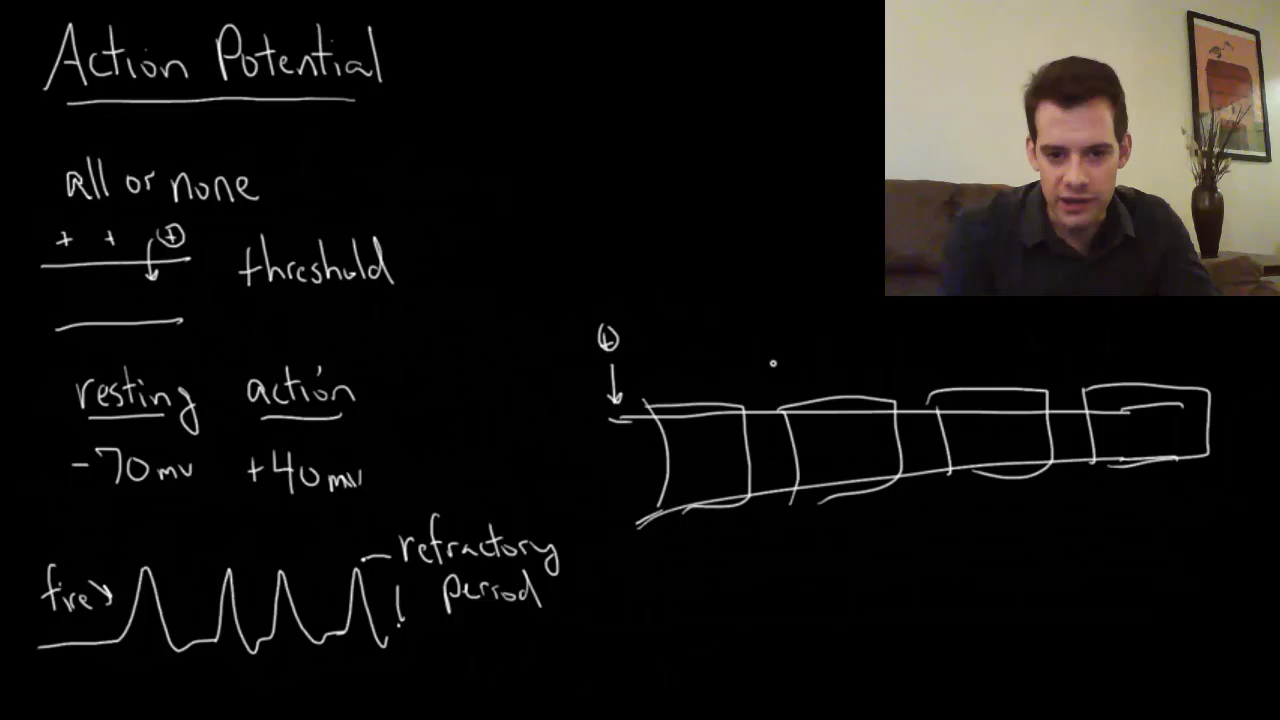 Action Potential
all or none
+ + +
threshold
resting action
-70mv +40mv
fire
refractory
period
+